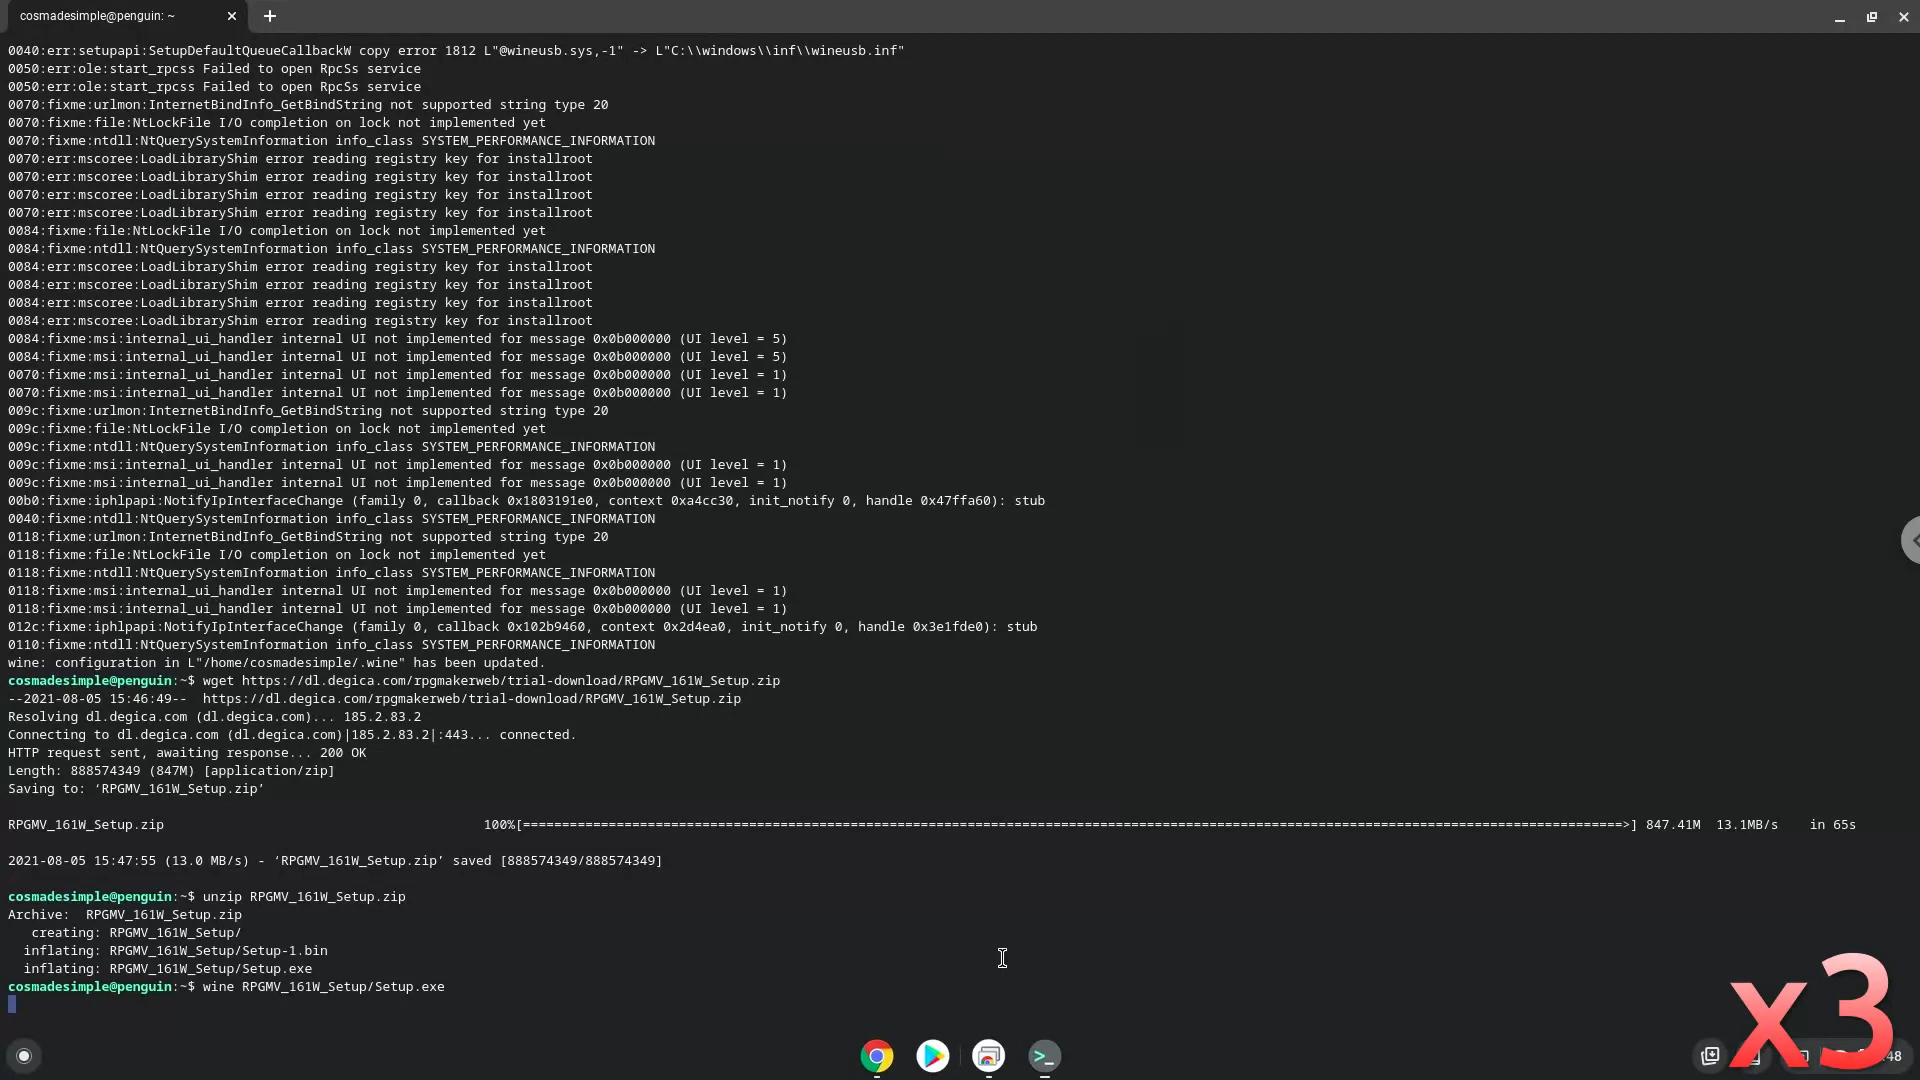 cosmadesimple@penguin: ~
0040:err:setupapi:SetupDefaultQueueCallbackW copy error 1812 L"@wineusb.sys,-1" -> L"C:\\windows\\inf\\wineusb.inf"
0050:err:ole:start_rpcss Failed to open RpcSs service
0050:err:ole:start_rpcss Failed to open RpcSs service
0070:fixme:urlmon:InternetBindInfo_GetBindString not supported string type 20
0070:fixme:file:NtLockFile I/O completion on lock not implemented yet
0070:fixme:ntdll:NtQuerySystemInformation info_class SYSTEM_PERFORMANCE_INFORMATION
0070:err:mscoree:LoadLibraryShim error reading registry key for installroot
0070:err:mscoree:LoadLibraryShim error reading registry key for installroot
0070:err:mscoree:LoadLibraryShim error reading registry key for installroot
0070:err:mscoree:LoadLibraryShim error reading registry key for installroot
0084:fixme:file:NtLockFile I/O completion on lock not implemented yet
0084:fixme:ntdll:NtQuerySystemInformation info_class SYSTEM_PERFORMANCE_INFORMATION
0084:err:mscoree:LoadLibraryShim error reading registry key for installroot
0084:err:mscoree:LoadLibraryShim error reading registry key for installroot
0084:err:mscoree:LoadLibraryShim error reading registry key for installroot
0084:err:mscoree:LoadLibraryShim error reading registry key for installroot
0084:fixme:msi:internal_ui_handler internal UI not implemented for message 0x0b000000 (UI level = 5)
0084:fixme:msi:internal_ui_handler internal UI not implemented for message 0x0b000000 (UI level = 5)
0070:fixme:msi:internal_ui_handler internal UI not implemented for message 0x0b000000 (UI level = 1)
0070:fixme:msi:internal_ui_handler internal UI not implemented for message 0x0b000000 (UI level = 1)
009c:fixme:urlmon:InternetBindInfo_GetBindString not supported string type 20
009c:fixme:file:NtLockFile I/O completion on lock not implemented yet
009c:fixme:ntdll:NtQuerySystemInformation info_class SYSTEM_PERFORMANCE_INFORMATION
009c:fixme:msi:internal_ui_handler internal UI not implemented for message 0x0b000000 (UI level = 1)
009c:fixme:msi:internal_ui_handler internal UI not implemented for message 0x0b000000 (UI level = 1)
00b0:fixme:iphlpapi:NotifyIpInterfaceChange (family 0, callback 0x1803191e0, context 0xa4cc30, init_notify 0, handle 0x47ffa60): stub
0040:fixme:ntdll:NtQuerySystemInformation info_class SYSTEM_PERFORMANCE_INFORMATION
0118:fixme:urlmon:InternetBindInfo_GetBindString not supported string type 20
0118:fixme:file:NtLockFile I/O completion on lock not implemented yet
0118:fixme:ntdll:NtQuerySystemInformation info_class SYSTEM_PERFORMANCE_INFORMATION
0118:fixme:msi:internal_ui_handler internal UI not implemented for message 0x0b000000 (UI level = 1)
0118:fixme:msi:internal_ui_handler internal UI not implemented for message 0x0b000000 (UI level = 1)
012c:fixme:iphlpapi:NotifyIpInterfaceChange (family 0, callback 0x102b9460, context 0x2d4ea0, init_notify 0, handle 0x3e1fde0): stub
0110:fixme:ntdll:NtQuerySystemInformation info_class SYSTEM_PERFORMANCE_INFORMATION
wine: configuration in L"/home/cosmadesimple/.wine" has been updated.
cosmadesimple@penguin:~$ wget https://dl.degica.com/rpgmakerweb/trial-download/RPGMV_161W_Setup.zip
--2021-08-05 15:46:49--  https://dl.degica.com/rpgmakerweb/trial-download/RPGMV_161W_Setup.zip
Resolving dl.degica.com (dl.degica.com)... 185.2.83.2
Connecting to dl.degica.com (dl.degica.com)|185.2.83.2|:443... connected.
HTTP request sent, awaiting response... 200 OK
Length: 888574349 (847M) [application/zip]
Saving to: ‘RPGMV_161W_Setup.zip’
RPGMV_161W_Setup.zip 100%[=============================================>] 847.41M 13.1MB/s in 65s
2021-08-05 15:47:55 (13.0 MB/s) - ‘RPGMV_161W_Setup.zip’ saved [888574349/888574349]
cosmadesimple@penguin:~$ unzip RPGMV_161W_Setup.zip
Archive:  RPGMV_161W_Setup.zip
creating: RPGMV_161W_Setup/
inflating: RPGMV_161W_Setup/Setup-1.bin
inflating: RPGMV_161W_Setup/Setup.exe
cosmadesimple@penguin:~$ wine RPGMV_161W_Setup/Setup.exe
x3
48